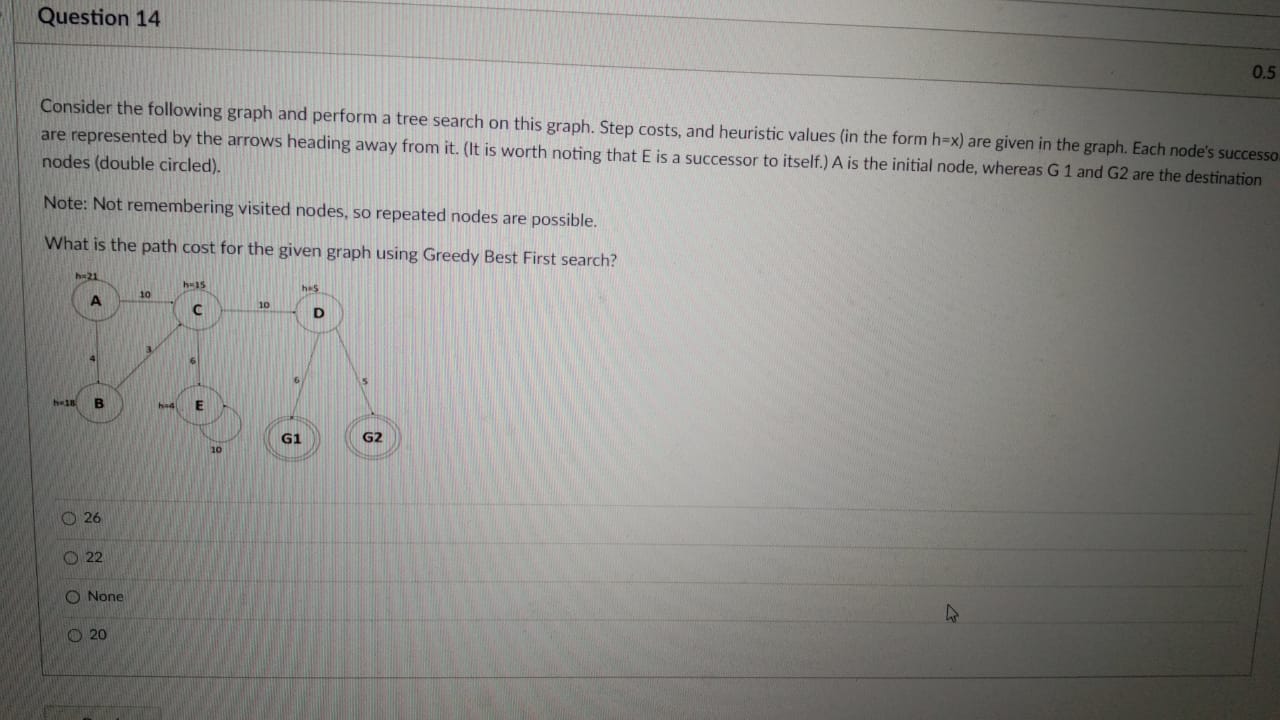 Question 14
0.5
Consider the following graph and perform a tree search on this graph. Step costs, and heuristic values (in the form h=x) are given in the graph. Each node's successo
are represented by the arrows heading away from it. (It is worth noting that E is a successor to itself.) A is the initial node, whereas G 1 and G2 are the destination
nodes (double circled).
Note: Not remembering visited nodes, so repeated nodes are possible.
What is the path cost for the given graph using Greedy Best First search?
h=21
h=15
h=5
A
10
C
10
D
4
3
6
6
5
h=18
B
h=4
E
G1
G2
10
26
22
None
20